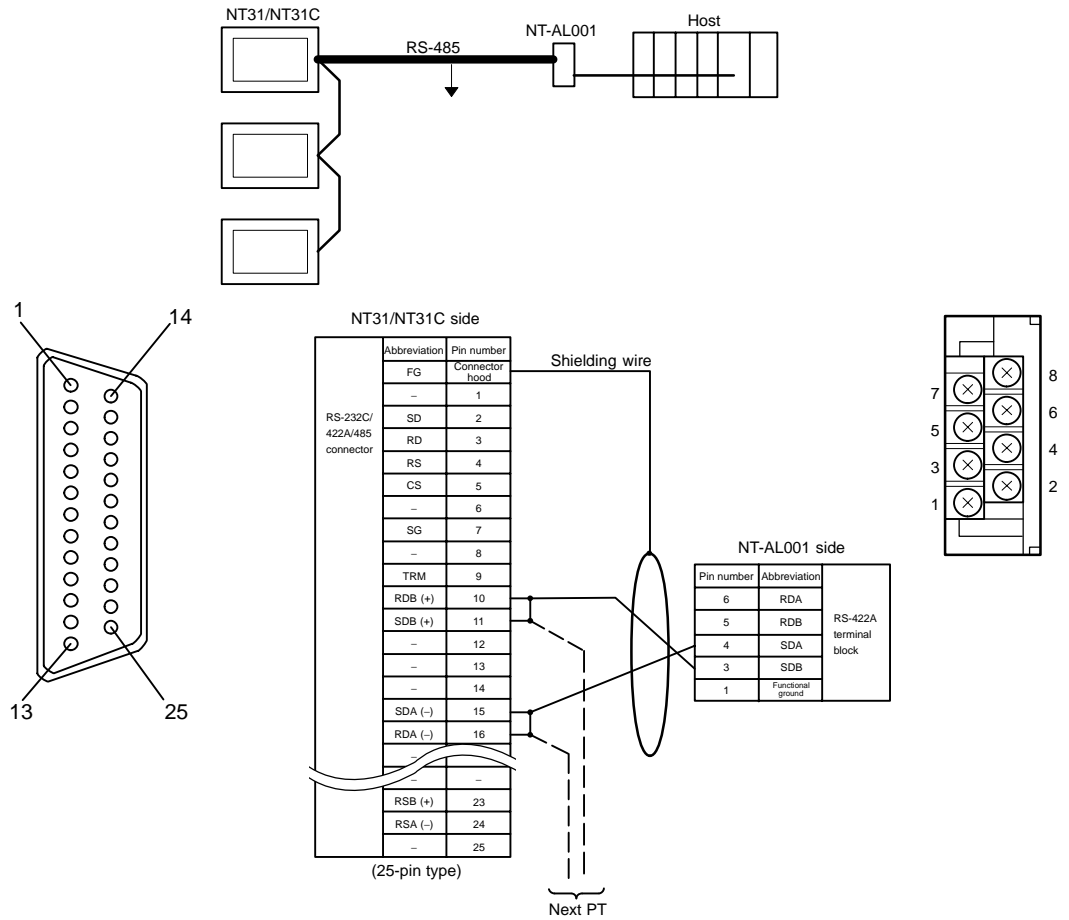 NT31/NT31C
NT-AL001
Host
RS-485
1
14
13
25
NT31/NT31C side
Abbreviation Pin number
FG Connector hood
– 1
RS-232C/
422A/485
connector
SD 2
RD 3
RS 4
CS 5
– 6
SG 7
– 8
TRM 9
RDB (+) 10
SDB (+) 11
– 12
– 13
– 14
SDA (–) 15
RDA (–) 16
–
– –
RSB (+) 23
RSA (–) 24
– 25
(25-pin type)
Shielding wire
Next PT
NT-AL001 side
Pin number Abbreviation
6 RDA
5 RDB
4 SDA
3 SDB
1 Functional ground
RS-422A
terminal
block
8
7
6
5
4
3
2
1